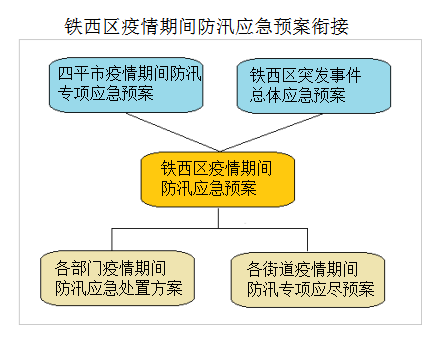 铁西区疫情期间防汛应急预案衔接
四平市疫情期间防汛
专项应急预案
铁西区突发事件
总体应急预案
铁西区疫情期间
防汛应急预案
各部门疫情期间
防汛应急处置方案
各街道疫情期间
防汛专项应尽预案